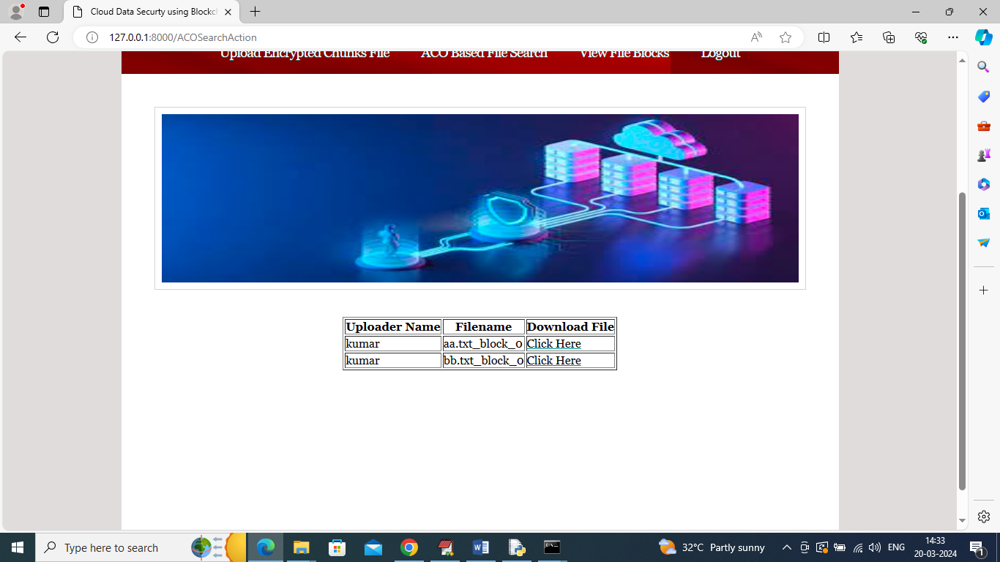 Cloud Data Securty using Blockc
127.0.0.1:8000/ACOSearchAction
Upload Encrypted Chunks File ACO Based File Search View File Blocks Logout
Uploader Name Filename Download File
kumar aa.txt_block_0 Click Here
kumar bb.txt_block_0 Click Here
Type here to search
32°C Partly sunny
ENG
14:33
20-03-2024
1